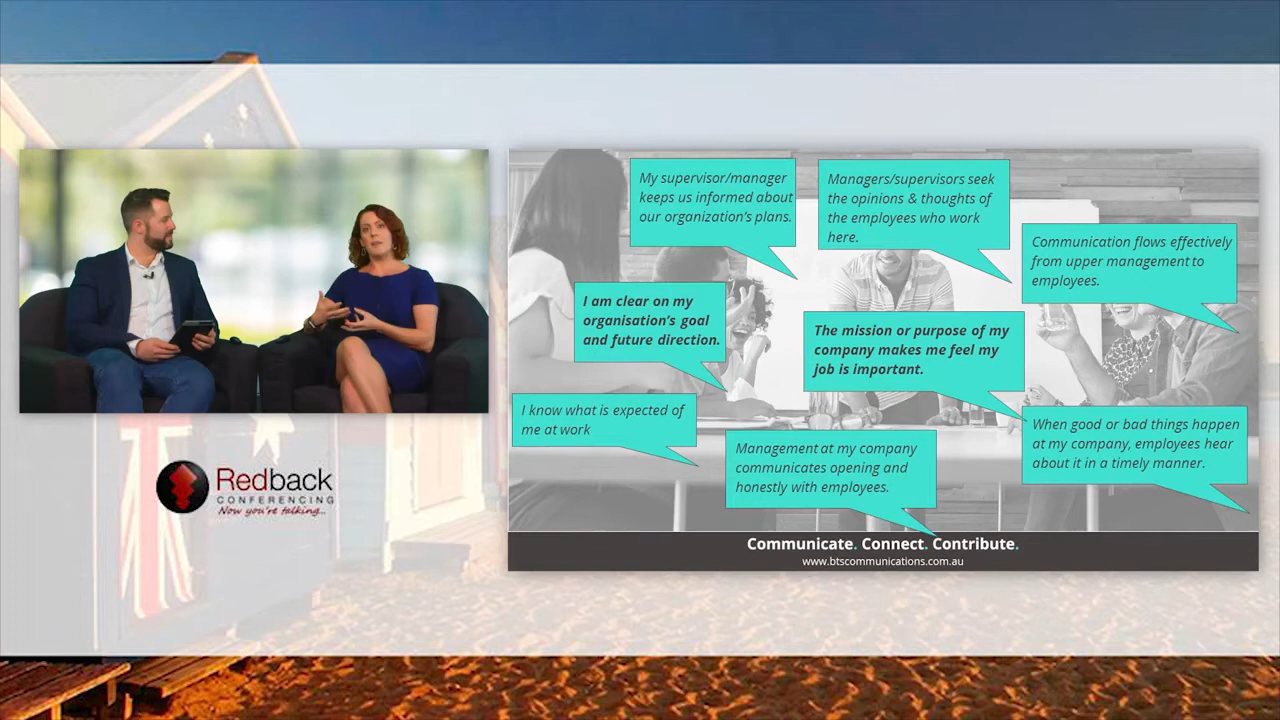 My supervisor/manager
keeps us informed about
our organization's plans.
Managers/supervisors seek
the opinions & thoughts of
the employees who work
here.
Communication flows effectively
from upper management to
employees.
I am clear on my
organisation's goal
and future direction.
The mission or purpose of my
company makes me feel my
job is important.
I know what is expected of
me at work
Management at my company
communicates opening and
honestly with employees.
When good or bad things happen
at my company, employees hear
about it in a timely manner.
Redback
CONFERENCING
Now you're talking...
Communicate. Connect. Contribute.
www.btscommunications.com.au